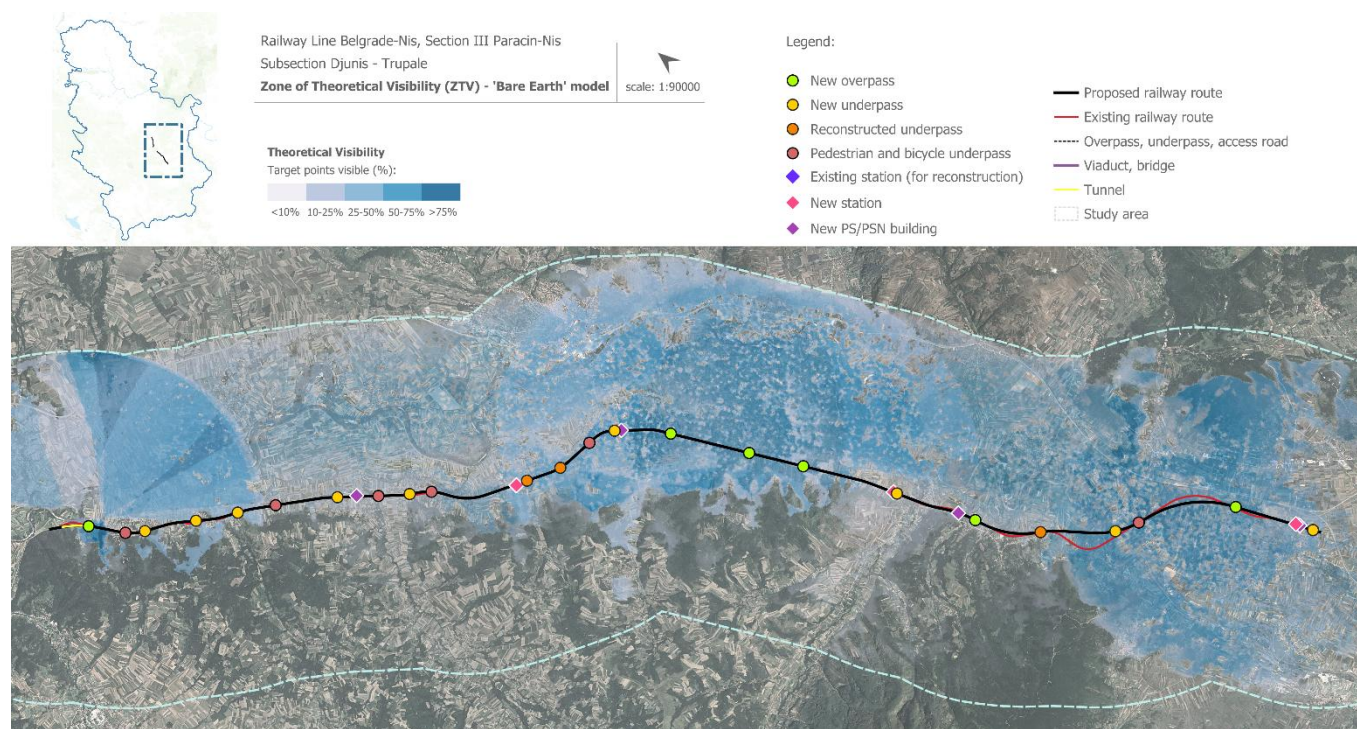 Railway Line Belgrade-Nis, Section III Paracin-Nis
Subsection Djunis - Trupale
Zone of Theoretical Visibility (ZTV) - 'Bare Earth' model
scale: 1:90000
Theoretical Visibility
Target points visible (%):
<10% 10-25% 25-50% 50-75% >75%
Legend:
New overpass
New underpass
Reconstructed underpass
Pedestrian and bicycle underpass
Existing station (for reconstruction)
New station
New PS/PSN building
Proposed railway route
Existing railway route
Overpass, underpass, access road
Viaduct, bridge
Tunnel
Study area